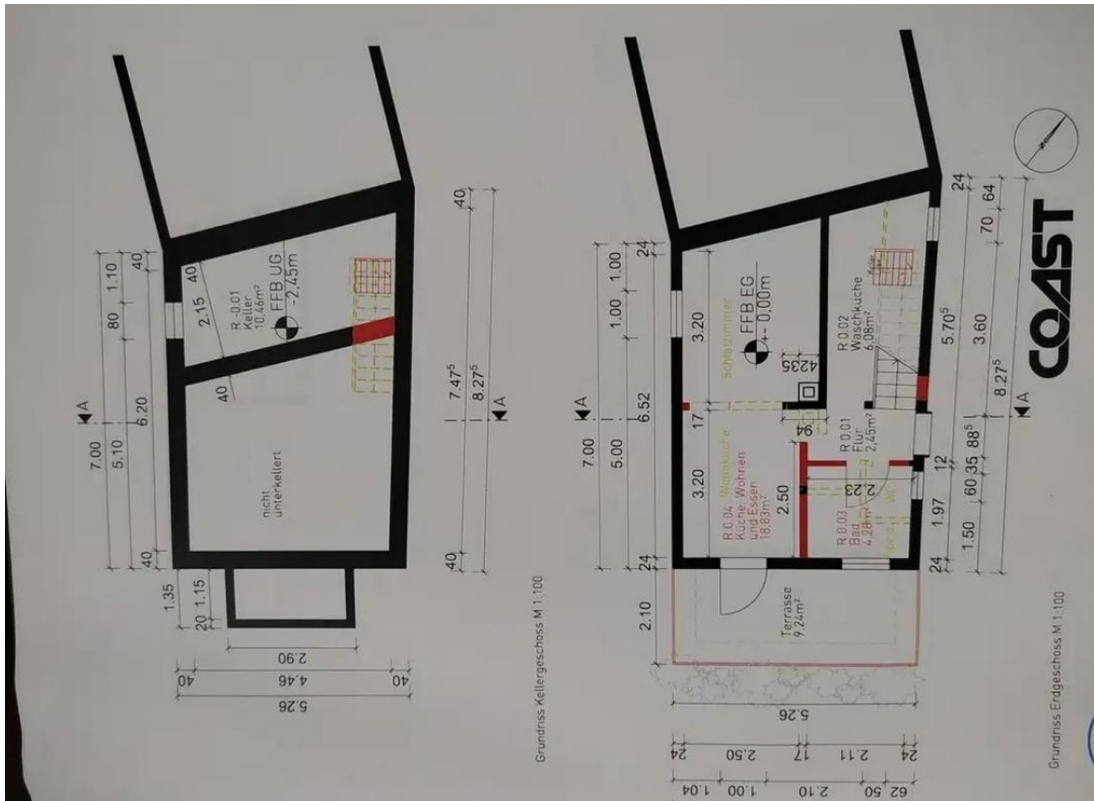 7.00
5.10
80
1.10
40
6.20
40
40
2.15
40
R -0.01
Keller
10.46m²
FFB UG
-2,45m
nicht
unterkellert
A
A
40
7.47⁵
8.27⁵
40
40
1.35
1.15
20
2.90
40
4.46
40
5.26
Grundriss Kellergeschoss M 1:100
7.00
5.00
1.00
1.00
24
6.52
24
3.20
17
3.20
Schlafzimmer
FFB EG
+- 0,00m
4235
94
2.50
R 0.04
Wohnküche
Küche, Wohnen
und Essen
18,83m²
R 0.02
Waschküche
6,08m²
Keller
R 0.01
Flur
2,45m²
2.23
R 0.03
Bad
4,28m²
WC
A
A
24
64
70
5.70⁵
3.60
8.27⁵
12
35
88⁵
60
1.97
1.50
24
2.10
Terrasse
9.24m²
5.26
24
2.50
17
2.11
24
1.04
1.00
2.10
50
62
Grundriss Erdgeschoss M 1:100
COAST